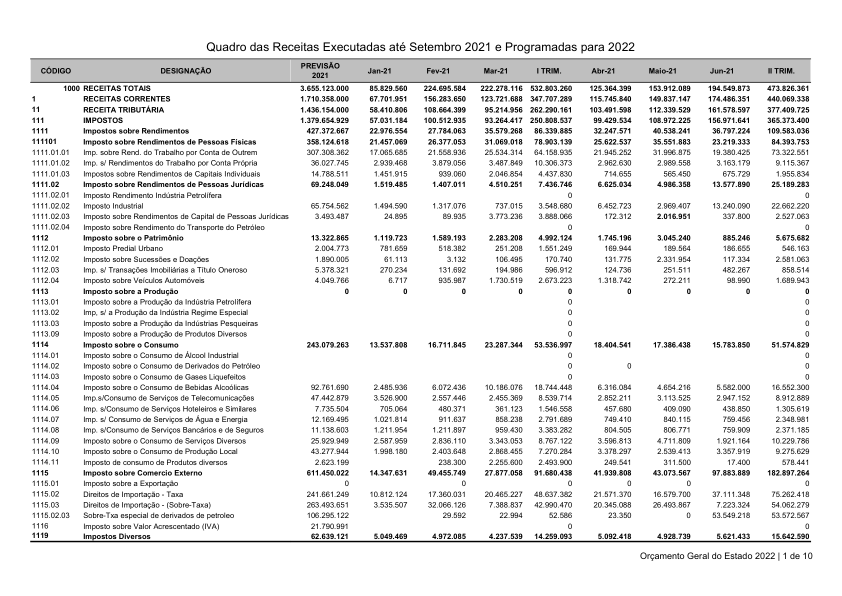 Quadro das Receitas Executadas até Setembro 2021 e Programadas para 2022
CÓDIGO DESIGNAÇÃO PREVISÃO 2021 Jan-21 Fev-21 Mar-21 I TRIM. Abr-21 Maio-21 Jun-21 II TRIM.
1000 RECEITAS TOTAIS 3.655.123.000 85.829.560 224.695.584 222.278.116 532.803.260 125.364.399 153.912.089 194.549.873 473.826.361
1 RECEITAS CORRENTES 1.710.358.000 67.701.951 156.283.650 123.721.688 347.707.289 115.745.840 149.837.147 174.486.351 440.069.338
11 RECEITA TRIBUTÁRIA 1.436.154.000 58.410.806 108.664.399 95.214.956 262.290.161 103.491.598 112.339.529 161.578.597 377.409.725
111 IMPOSTOS 1.379.654.929 57.031.184 100.512.935 93.264.417 250.808.537 99.429.534 108.972.225 156.971.641 365.373.400
1111 Impostos sobre Rendimentos 427.372.667 22.976.554 27.784.063 35.579.268 86.339.885 32.247.571 40.538.241 36.797.224 109.583.036
111101 Imposto sobre Rendimentos de Pessoas Físicas 358.124.618 21.457.069 26.377.053 31.069.018 78.903.139 25.622.537 35.551.883 23.219.333 84.393.753
1111.01.01 Imposto sobre Rendimentos do Trabalho por Conta de Outrem 307.308.362 17.065.685 21.558.936 25.534.314 64.158.935 21.945.252 31.996.875 19.380.425 73.322.551
1111.01.02 Imp. s/ Rendimentos do Trabalho por Conta Própria 36.027.745 2.939.468 3.879.056 3.487.849 10.306.373 2.962.630 2.989.558 3.163.179 9.115.367
1111.01.03 Impostos sobre Rendimentos de Capitais Individuais 14.788.511 1.451.915 939.060 2.046.854 4.437.830 714.655 565.450 675.729 1.955.834
1111.02 Imposto sobre Rendimentos de Pessoas Jurídicas 69.248.049 1.519.485 1.407.011 4.510.251 7.436.746 6.625.034 4.986.358 13.577.890 25.189.283
1111.02.01 Imposto Rendimento Indústria Petrolífera 0 0
1111.02.02 Imposto Industrial 65.754.562 1.494.590 1.317.076 737.015 3.548.680 6.452.723 2.969.407 13.240.090 22.662.220
1111.02.03 Imposto sobre Rendimentos de Capital de Pessoas Jurídicas 3.493.487 24.895 89.935 3.773.236 3.888.066 172.312 2.016.951 337.800 2.527.063
1111.02.04 Imposto sobre Rendimento do Transporte do Petróleo 0 0
1112 Imposto sobre o Patrimônio 13.322.865 1.119.723 1.589.193 2.283.208 4.992.124 1.745.196 3.045.240 885.246 5.675.682
1112.01 Imposto Predial Urbano 2.004.773 781.659 518.382 251.208 1.551.249 169.944 189.564 186.655 546.163
1112.02 Imposto sobre Sucessões e Doações 1.890.005 61.113 3.132 106.495 170.740 131.775 2.331.954 117.334 2.581.063
1112.03 Imp. s/ Transações Imobiliárias a Título Oneroso 5.378.321 270.234 131.692 194.986 596.912 124.736 251.511 482.267 858.514
1112.04 Imposto sobre Veículos Automóveis 4.049.766 6.717 935.987 1.730.519 2.673.223 1.318.742 272.211 98.990 1.689.943
1113 Imposto sobre a Produção 0 0 0 0 0 0 0 0 0
1113.01 Imposto sobre a Produção da Indústria Petrolífera 0 0
1113.02 Imp, s/ a Produção da Indústria Regime Especial 0 0
1113.03 Imposto sobre a Produção da Indústrias Pesqueiras 0 0
1113.09 Imposto sobre a Produção de Produtos Diversos 0 0
1114 Imposto sobre o Consumo 243.079.263 13.537.808 16.711.845 23.287.344 53.536.997 18.404.541 17.386.438 15.783.850 51.574.829
1114.01 Imposto sobre o Consumo de Álcool Industrial 0 0
1114.02 Imposto sobre o Consumo de Derivados do Petróleo 0 0 0
1114.03 Imposto sobre o Consumo de Gases Liquefeitos 0 0
1114.04 Imposto sobre o Consumo de Bebidas Alcoólicas 92.761.690 2.485.936 6.072.436 10.186.076 18.744.448 6.316.084 4.654.216 5.582.000 16.552.300
1114.05 Imp.s/Consumo de Serviços de Telecomunicações 47.442.879 3.526.900 2.557.446 2.455.369 8.539.714 2.852.211 3.113.525 2.947.152 8.912.889
1114.06 Imp. s/Consumo de Serviços Hoteleiros e Similares 7.735.504 705.064 480.371 361.123 1.546.558 457.680 409.090 438.850 1.305.619
1114.07 Imp. s/ Consumo de Serviços de Água e Energia 12.169.495 1.021.814 911.637 858.238 2.791.689 749.410 840.115 759.456 2.348.981
1114.08 Imp. s/ Consumo de Serviços Bancários e de Seguros 11.138.603 1.211.954 1.211.897 959.430 3.383.282 804.505 806.771 759.909 2.371.185
1114.09 Imposto sobre o Consumo de Serviços Diversos 25.929.949 2.587.959 2.836.110 3.343.053 8.767.122 3.596.813 4.711.809 1.921.164 10.229.786
1114.10 Imposto sobre o Consumo de Produção Local 43.277.944 1.998.180 2.403.648 2.868.455 7.270.284 3.378.297 2.539.413 3.357.919 9.275.629
1114.11 Imposto de consumo de Produtos diversos 2.623.199 238.300 2.255.600 2.493.900 249.541 311.500 17.400 578.441
1115 Imposto sobre Comercio Externo 611.450.022 14.347.631 49.455.749 27.877.058 91.680.438 41.939.808 43.073.567 97.883.889 182.897.264
1115.01 Imposto sobre a Exportação 0 0 0 0 0 0 0 0 0
1115.02 Direitos de Importação - Taxa 241.661.249 10.812.124 17.360.031 20.465.227 48.637.382 21.571.370 16.579.700 37.111.348 75.262.418
1115.03 Direitos de Importação - (Sobre-Taxa) 263.493.651 3.535.507 32.066.126 7.388.837 42.990.470 20.345.088 26.493.867 7.223.324 54.062.279
1115.02.03 Sobre-Txa especial de derivados de petroleo 106.295.122 29.592 22.994 52.586 23.350 0 53.549.218 53.572.567
1116 Imposto sobre Valor Acrescentado (IVA) 21.790.991 0 0
1119 Impostos Diversos 62.639.121 5.049.469 4.972.085 4.237.539 14.259.093 5.092.418 4.928.739 5.621.433 15.642.590
Orçamento Geral do Estado 2022 | 1 de 10